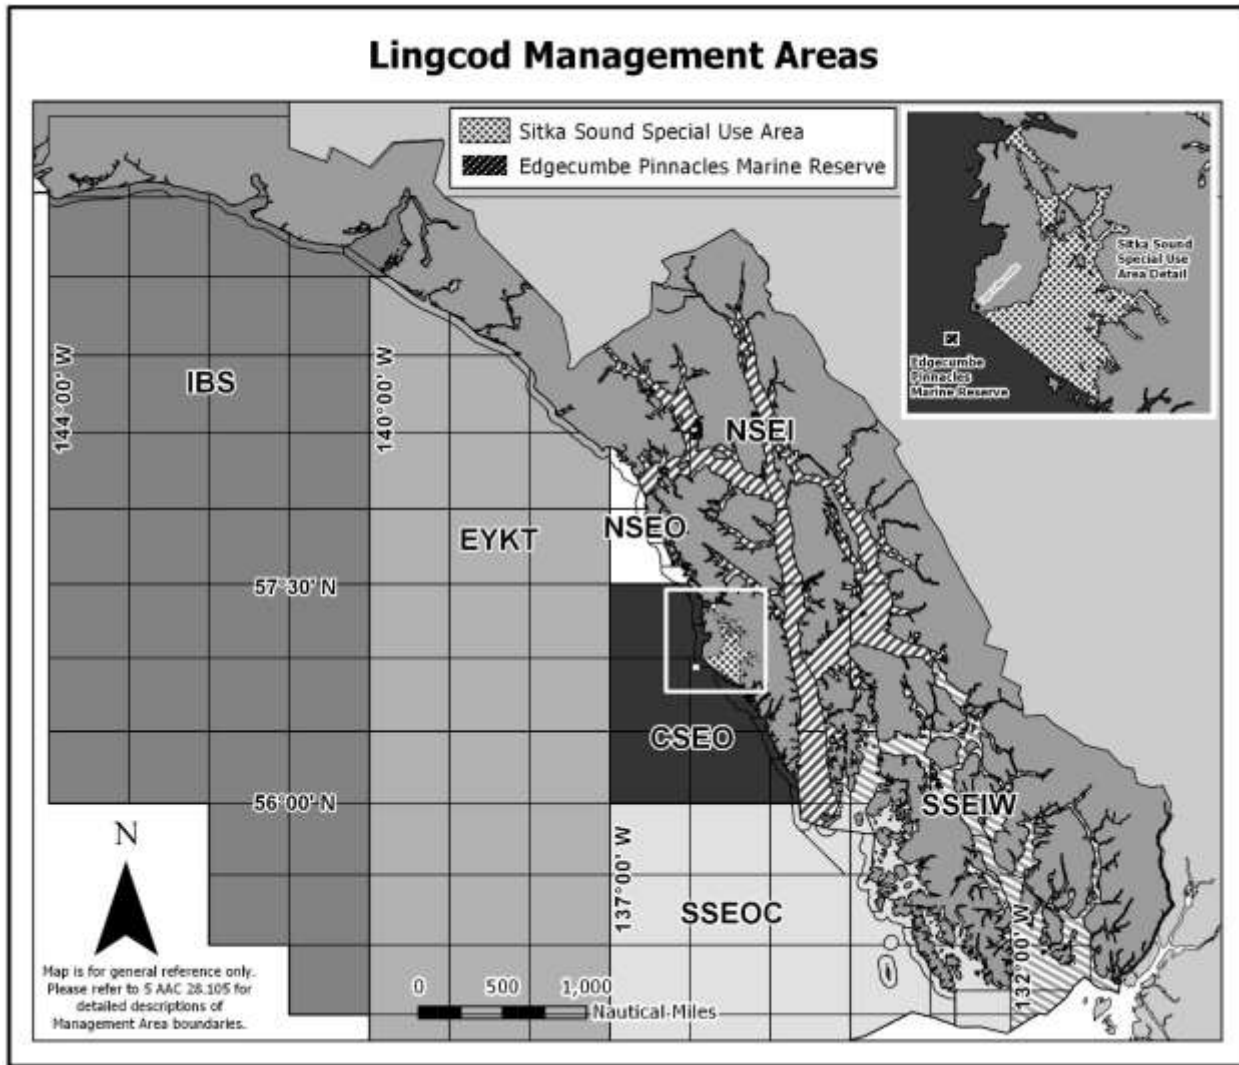 Lingcod Management Areas
Sitka Sound Special Use Area
Edgecumbe Pinnacles Marine Reserve
Sitka Sound
Special Use
Area Detail
Edgecumbe
Pinnacles
Marine Reserve
144°00' W
IBS
140°00' W
NSEI
EYKT
NSEO
57°30' N
CSEO
56°00' N
SSEIW
137°00' W
SSEOC
132°00' W
N
Map is for general reference only.
Please refer to 5 AAC 28.105 for
detailed descriptions of
Management Area boundaries.
0 500 1,000
Nautical Miles